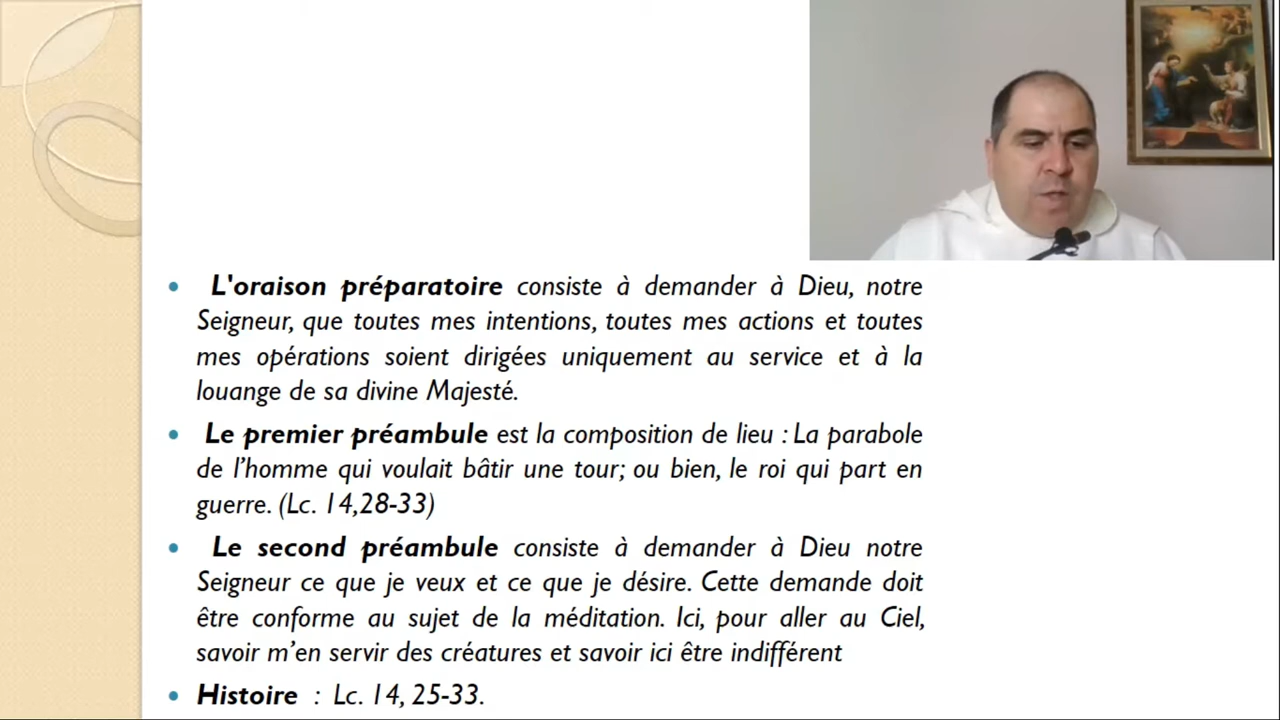 • L'oraison préparatoire consiste à demander à Dieu, notre
Seigneur, que toutes mes intentions, toutes mes actions et toutes
mes opérations soient dirigées uniquement au service et à la
louange de sa divine Majesté.
• Le premier préambule est la composition de lieu : La parabole
de l’homme qui voulait bâtir une tour; ou bien, le roi qui part en
guerre. (Lc. 14,28-33)
• Le second préambule consiste à demander à Dieu notre
Seigneur ce que je veux et ce que je désire. Cette demande doit
être conforme au sujet de la méditation. Ici, pour aller au Ciel,
savoir m’en servir des créatures et savoir ici être indifférent
• Histoire : Lc. 14, 25-33.